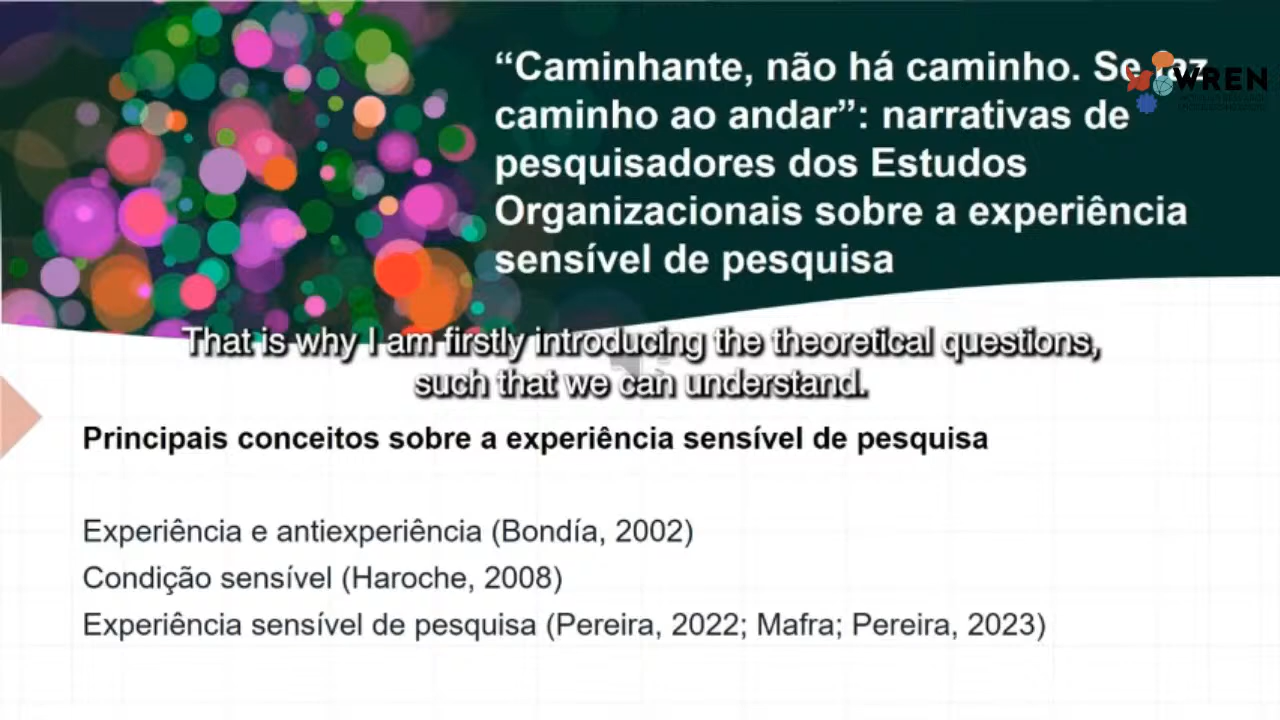 “Caminhante, não há caminho. Se faz
caminho ao andar”: narrativas de
pesquisadores dos Estudos
Organizacionais sobre a experiência
sensível de pesquisa
WREN
That is why I am firstly introducing the theoretical questions,
such that we can understand.
Principais conceitos sobre a experiência sensível de pesquisa
Experiência e antiexperiência (Bondía, 2002)
Condição sensível (Haroche, 2008)
Experiência sensível de pesquisa (Pereira, 2022; Mafra; Pereira, 2023)